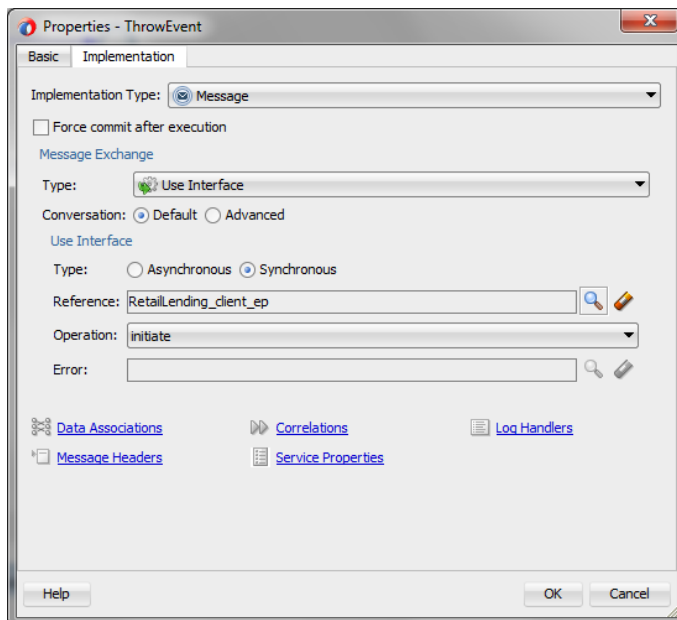 Properties - ThrowEvent
Basic Implementation
Implementation Type: Message
Force commit after execution
Message Exchange
Type: Use Interface
Conversation: Default Advanced
Use Interface
Type: Asynchronous Synchronous
Reference: RetailLending_client_ep
Operation: initiate
Error:
Data Associations Correlations Log Handlers
Message Headers Service Properties
Help OK Cancel